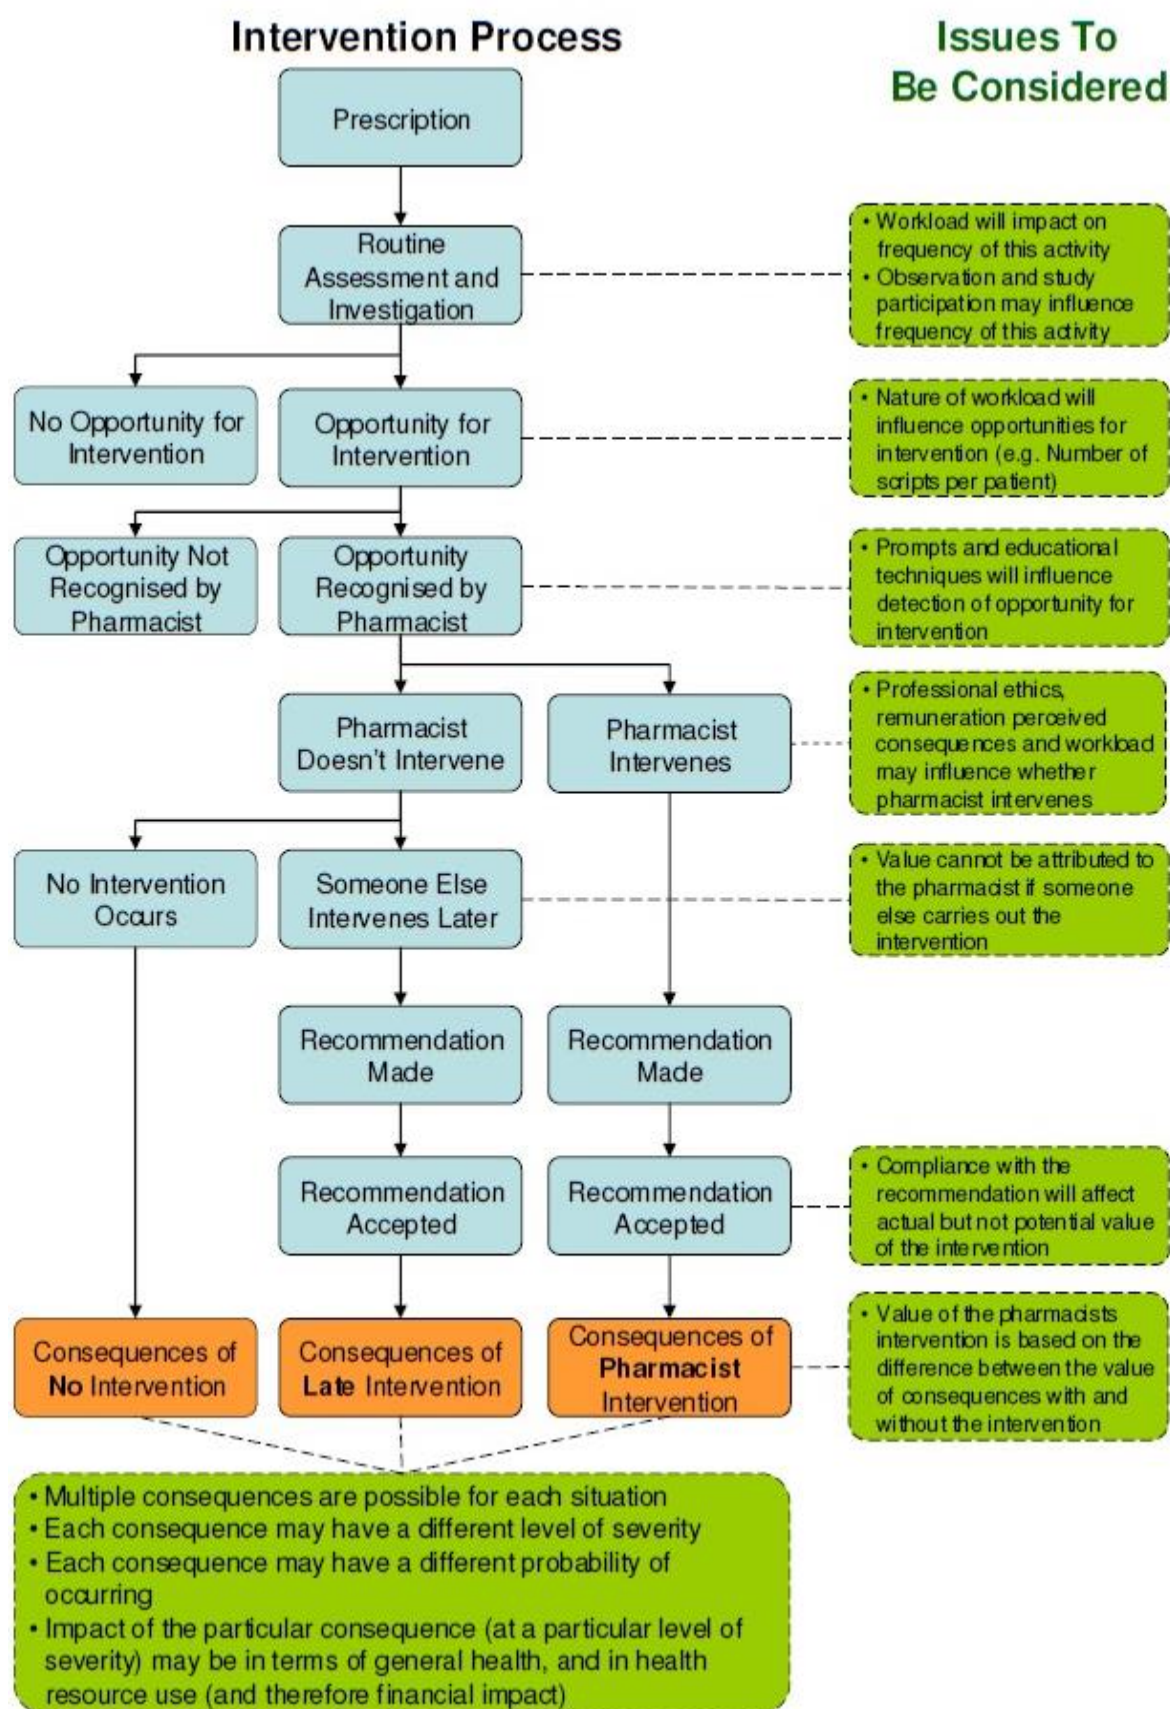 Intervention Process
Issues To
Be Considered
Prescription
Routine
Assessment and
Investigation
• Workload will impact on
frequency of this activity
• Observation and study
participation may influence
frequency of this activity
No Opportunity for
Intervention
Opportunity for
Intervention
• Nature of workload will
influence opportunities for
intervention (e.g. Number of
scripts per patient)
Opportunity Not
Recognised by
Pharmacist
Opportunity
Recognised by
Pharmacist
• Prompts and educational
techniques will influence
detection of opportunity for
intervention
Pharmacist
Doesn't Intervene
Pharmacist
Intervenes
• Professional ethics,
remuneration perceived
consequences and workload
may influence whether
pharmacist intervenes
No Intervention
Occurs
Someone Else
Intervenes Later
• Value cannot be attributed to
the pharmacist if someone
else carries out the
intervention
Recommendation
Made
Recommendation
Made
Recommendation
Accepted
Recommendation
Accepted
• Compliance with the
recommendation will affect
actual but not potential value
of the intervention
Consequences of
No Intervention
Consequences of
Late Intervention
Consequences of
Pharmacist
Intervention
• Value of the pharmacists
intervention is based on the
difference between the value
of consequences with and
without the intervention
• Multiple consequences are possible for each situation
• Each consequence may have a different level of severity
• Each consequence may have a different probability of
occurring
• Impact of the particular consequence (at a particular level of
severity) may be in terms of general health, and in health
resource use (and therefore financial impact)